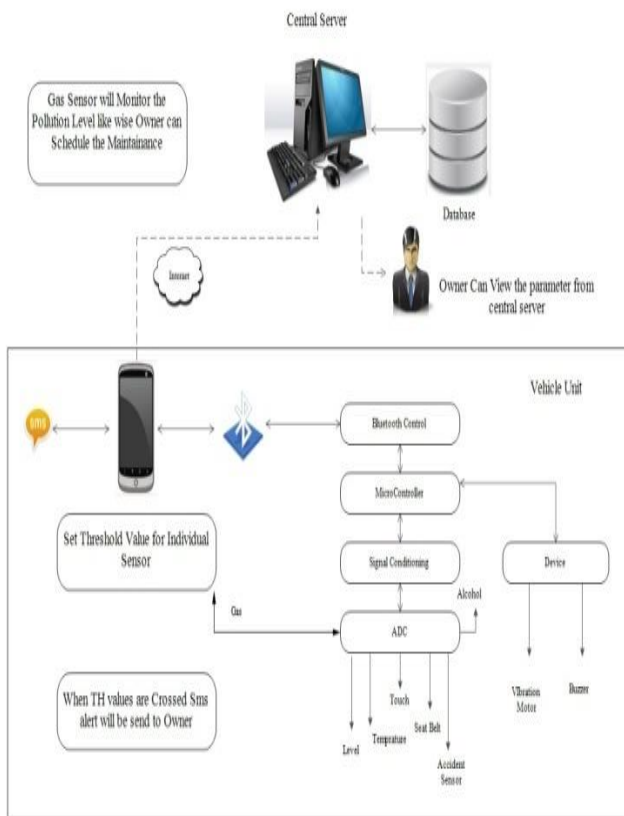 Central Server
Gas Sensor will Monitor the
Pollution Level like wise Owner can
Schedule the Maintainance
Database
Internet
Owner Can View the parameter from
central server
Vehicle Unit
sms
Bluetooth Control
MicroController
Set Threshold Value for Individual
Sensor
Signal Conditioning
Device
Alcohol
Gas
ADC
When TH values are Crossed Sms
alert will be send to Owner
Touch
Vibration
Motor
Buzzer
Seat Belt
Temprature
Level
Accident
Sensor